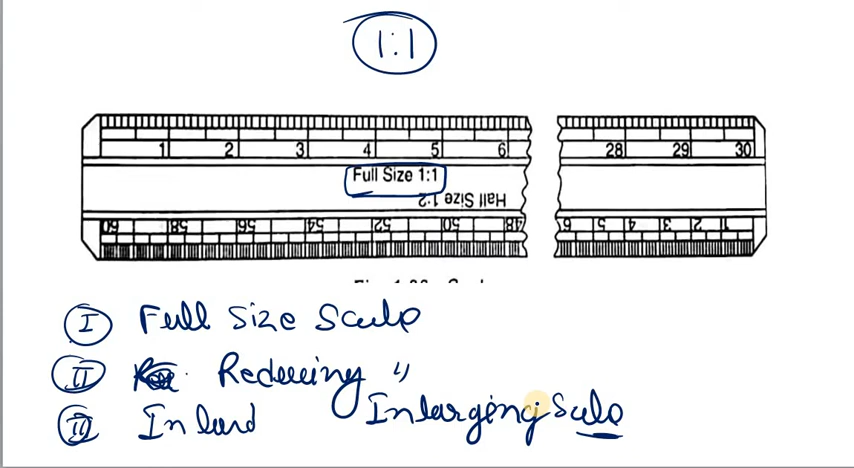 1:1
1 2 3 4 5 6 28 29 30
Full Size 1:1
Half Size 1:2
60 58 56 54 52 50 48 6 5 4 3 2 1
I Full Size Scale
II Reducing "
III Inlard Inlarging Scale